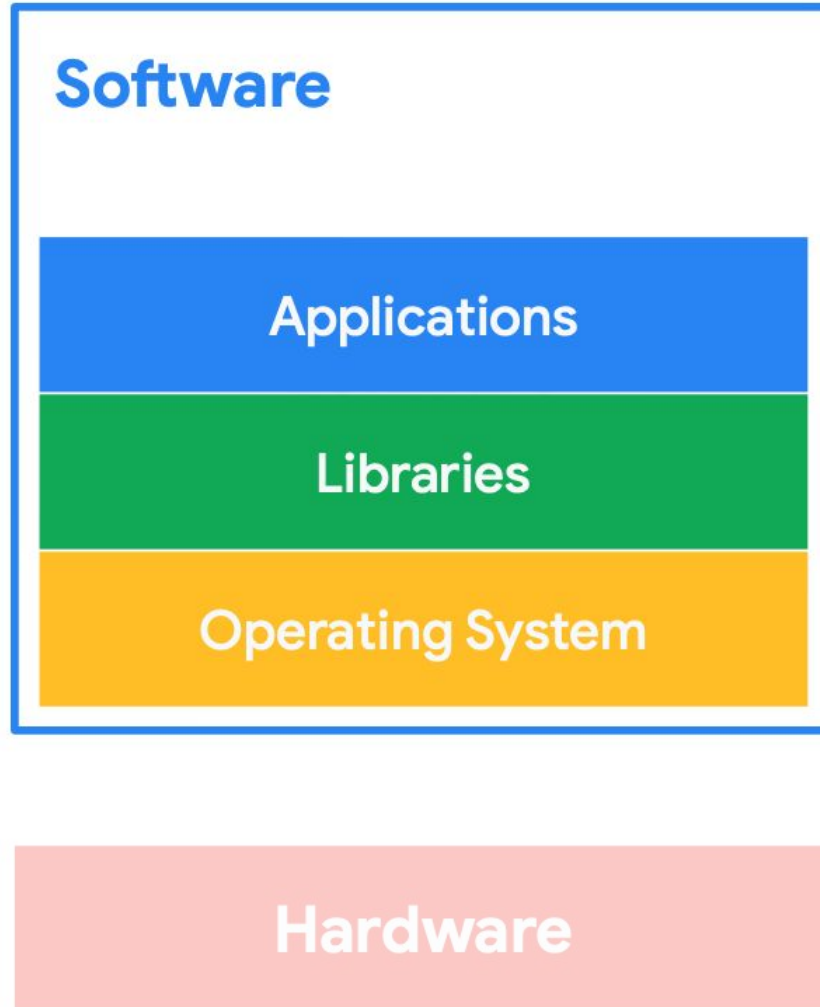 Software
Applications
Libraries
Operating System
Hardware